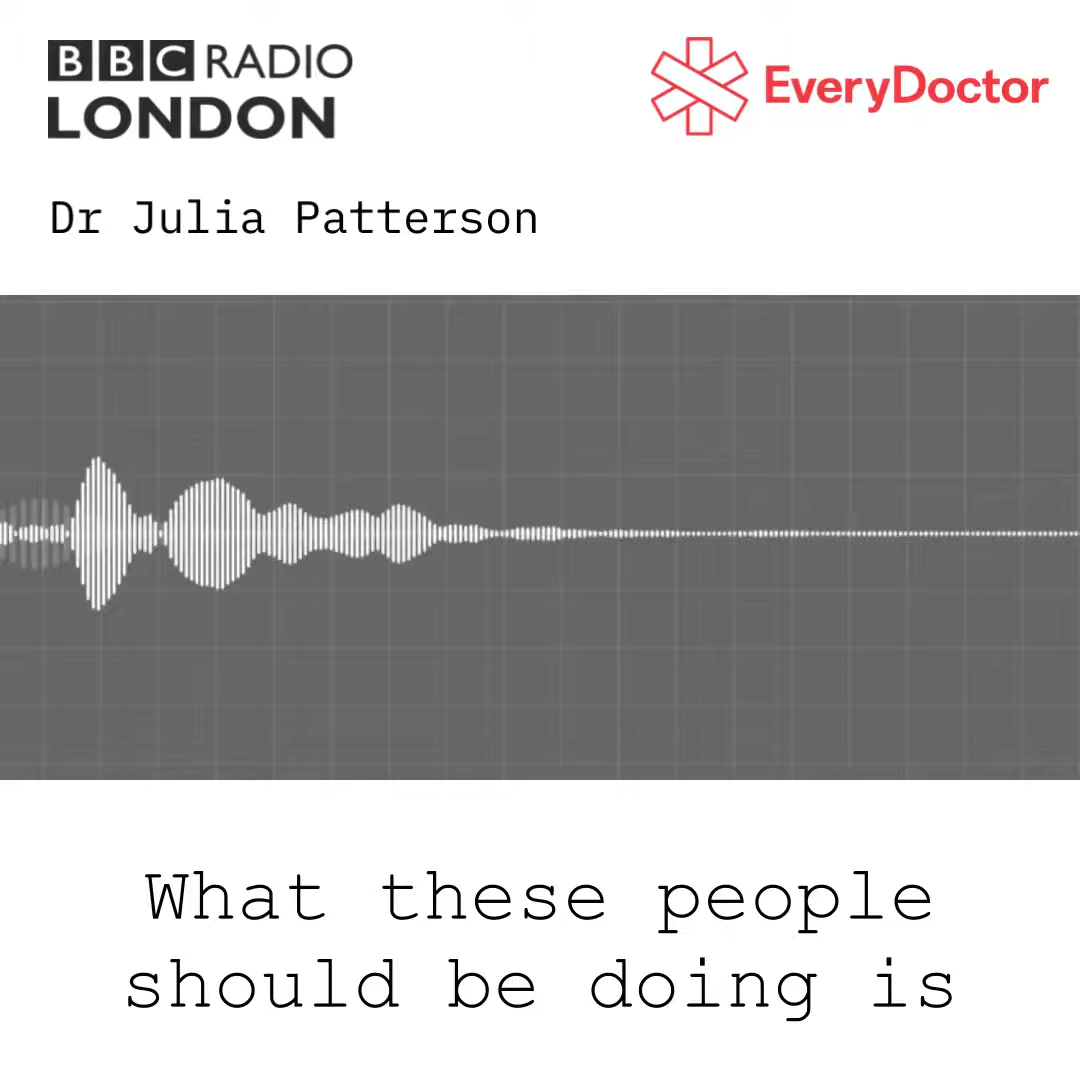 BBC RADIO
LONDON
EveryDoctor
Dr Julia Patterson
What these people
should be doing is